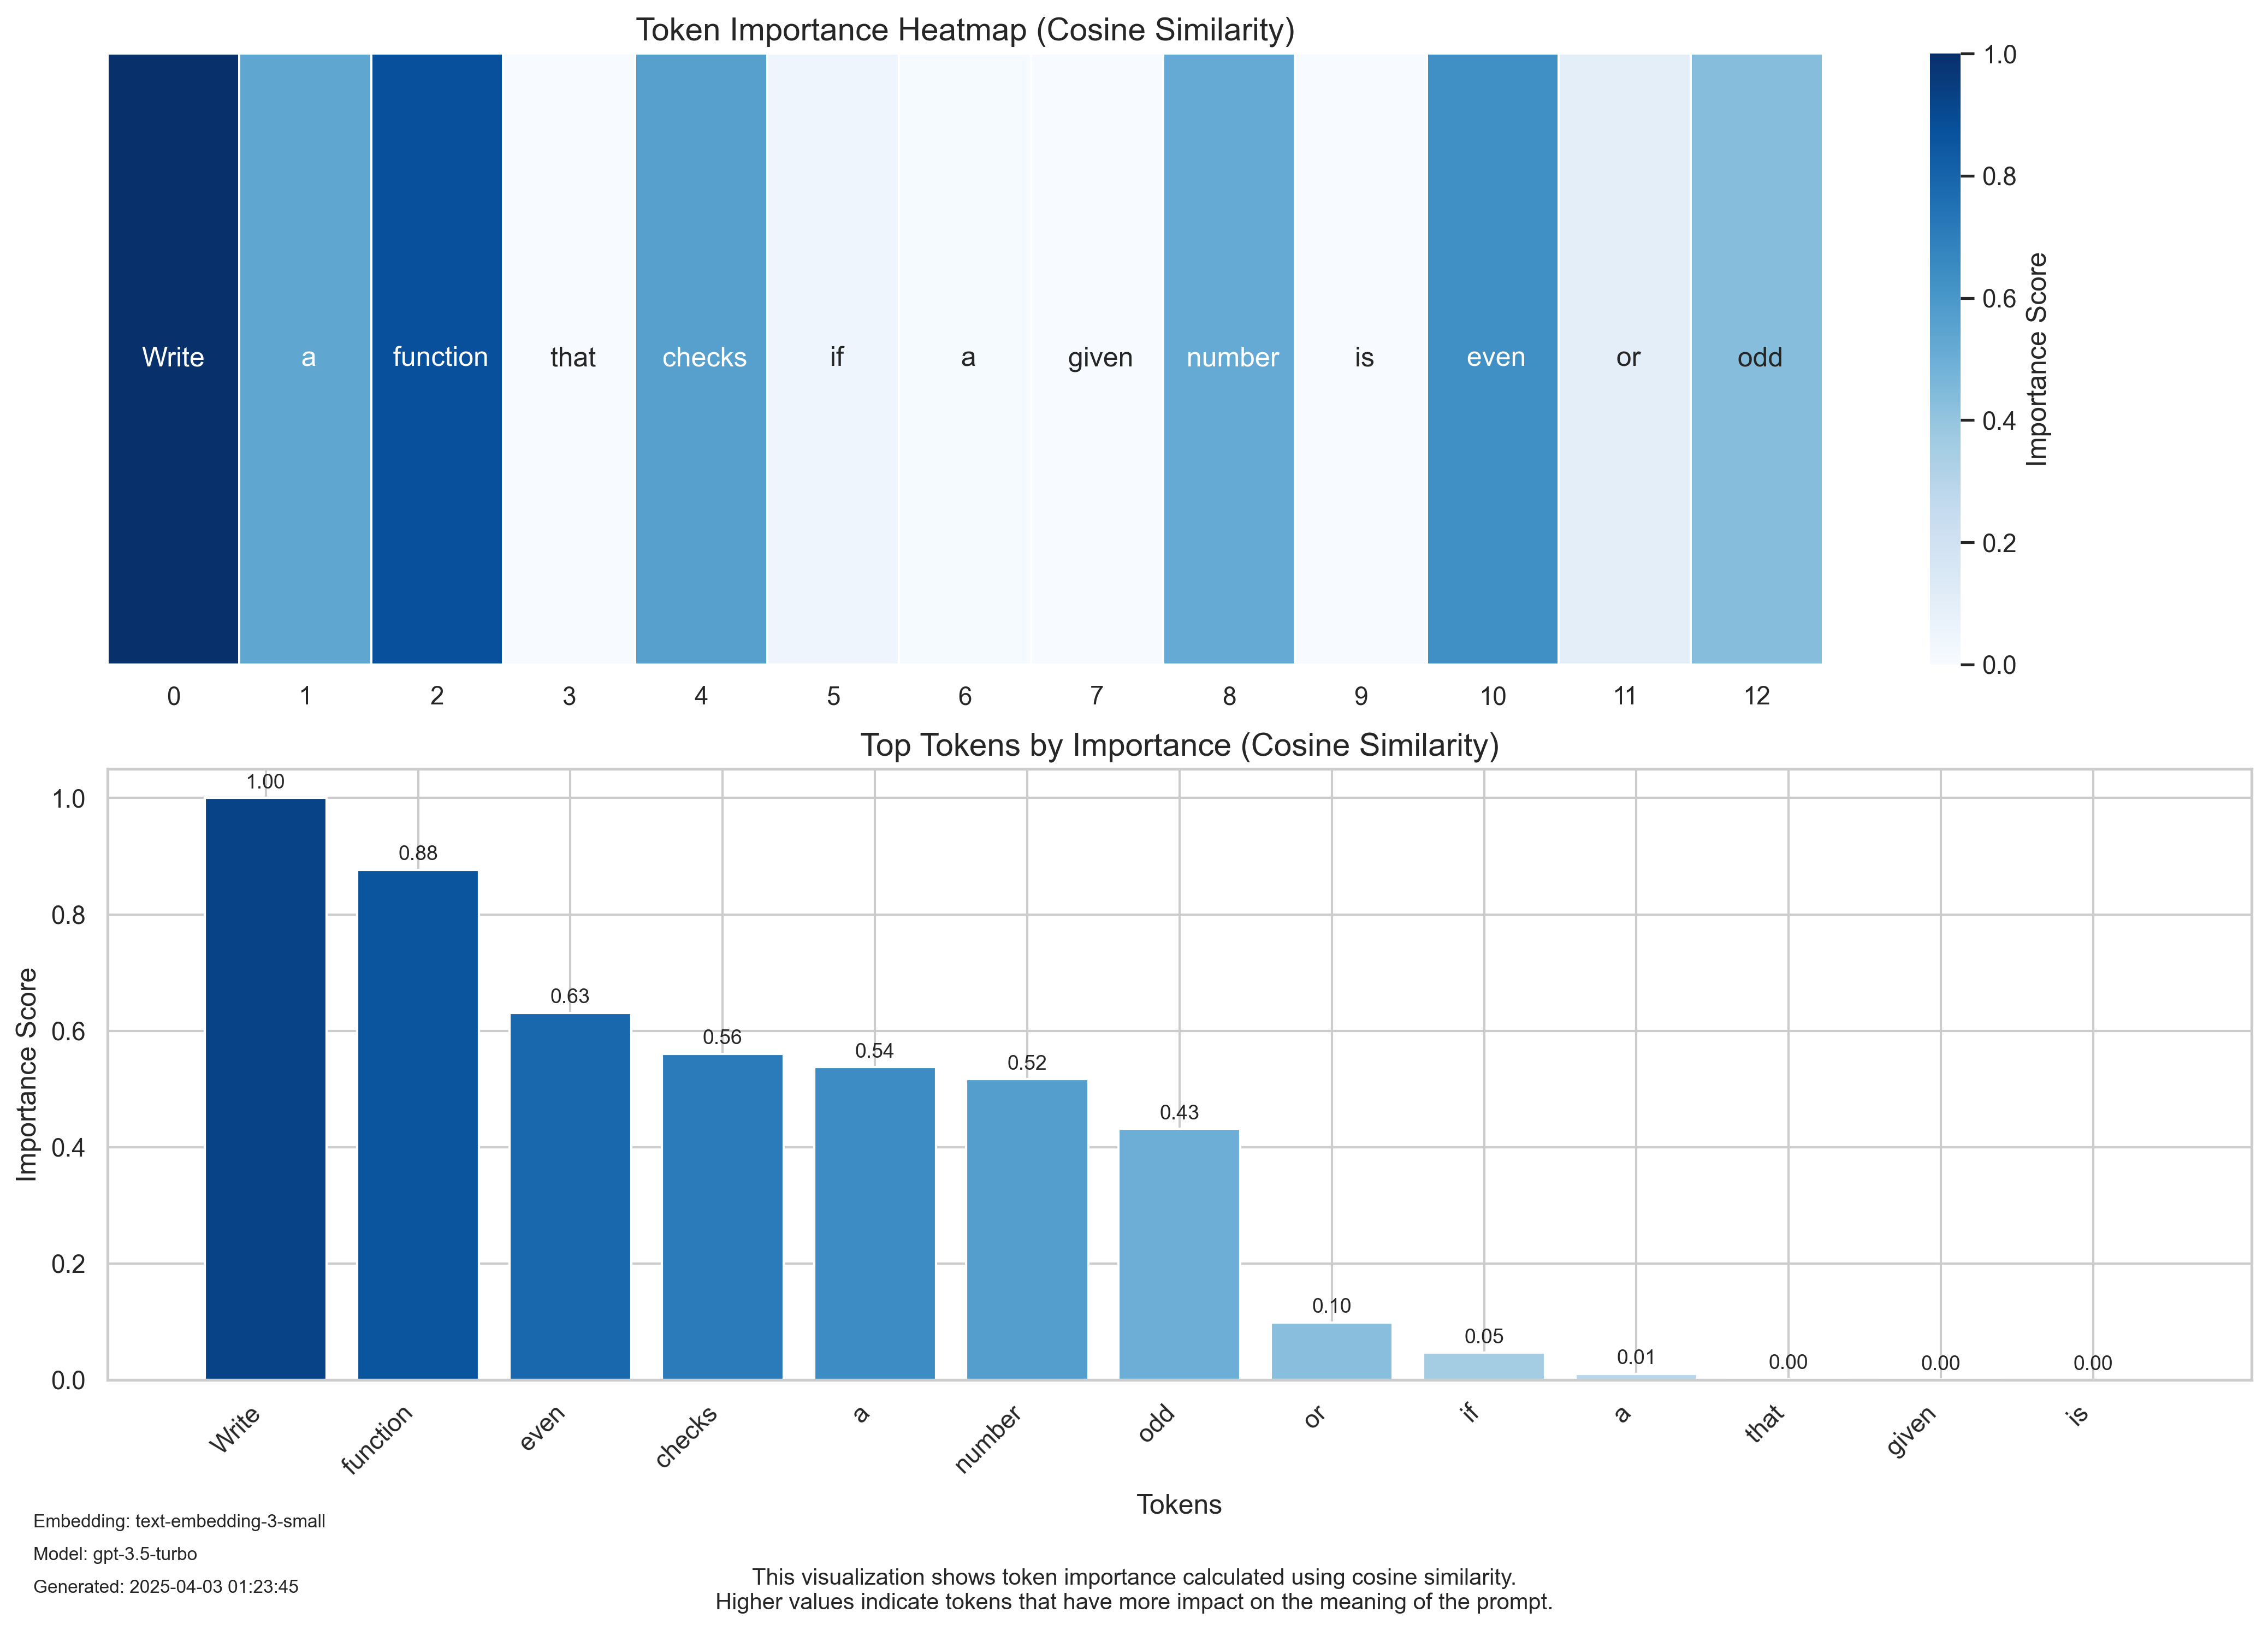 Token Importance Heatmap (Cosine Similarity)
Write a function that checks if a given number is even or odd
0 1 2 3 4 5 6 7 8 9 10 11 12
1.0
0.8
0.6
0.4
0.2
0.0
Importance Score
Top Tokens by Importance (Cosine Similarity)
Importance Score
1.0
0.8
0.6
0.4
0.2
0.0
1.00 0.88 0.63 0.56 0.54 0.52 0.43 0.10 0.05 0.01 0.00 0.00 0.00
Write function even checks a number odd or if a that given is
Tokens
Embedding: text-embedding-3-small
Model: gpt-3.5-turbo
Generated: 2025-04-03 01:23:45
This visualization shows token importance calculated using cosine similarity.
Higher values indicate tokens that have more impact on the meaning of the prompt.